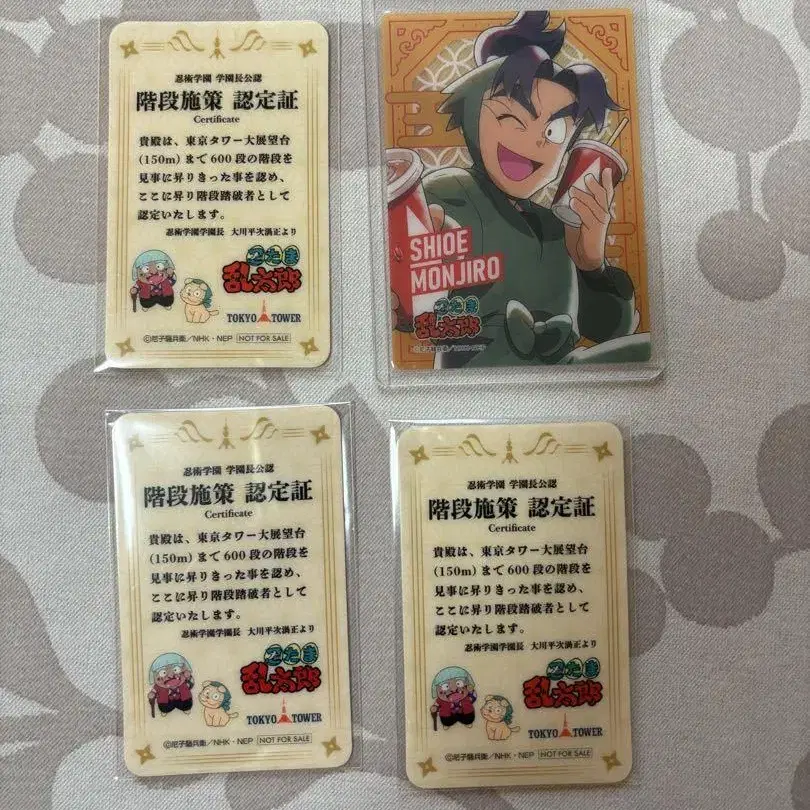 忍術学園 学園長公認
階段施策 認定証
Certificate
貴殿は、東京タワー大展望台
(150m)まで600段の階段を
見事に昇りきった事を認め、
ここに昇り階段踏破者として
認定いたします。
忍術学園学園長 大川平次渦正より
忍たま
乱太郎
TOKYO TOWER
©尼子騒兵衛/NHK・NEP NOT FOR SALE
SHIOE
MONJIRO
忍たま
乱太郎
忍術学園 学園長公認
階段施策 認定証
Certificate
貴殿は、東京タワー大展望台
(150m)まで600段の階段を
見事に昇りきった事を認め、
ここに昇り階段踏破者として
認定いたします。
忍術学園学園長 大川平次渦正より
忍たま
乱太郎
TOKYO TOWER
©尼子騒兵衛/NHK・NEP NOT FOR SALE
忍術学園 学園長公認
階段施策 認定証
Certificate
貴殿は、東京タワー大展望台
(150m)まで600段の階段を
見事に昇りきった事を認め、
ここに昇り階段踏破者として
認定いたします。
忍術学園学園長 大川平次渦正より
忍たま
乱太郎
TOKYO TOWER
©尼子騒兵衛/NHK・NEP NOT FOR SALE